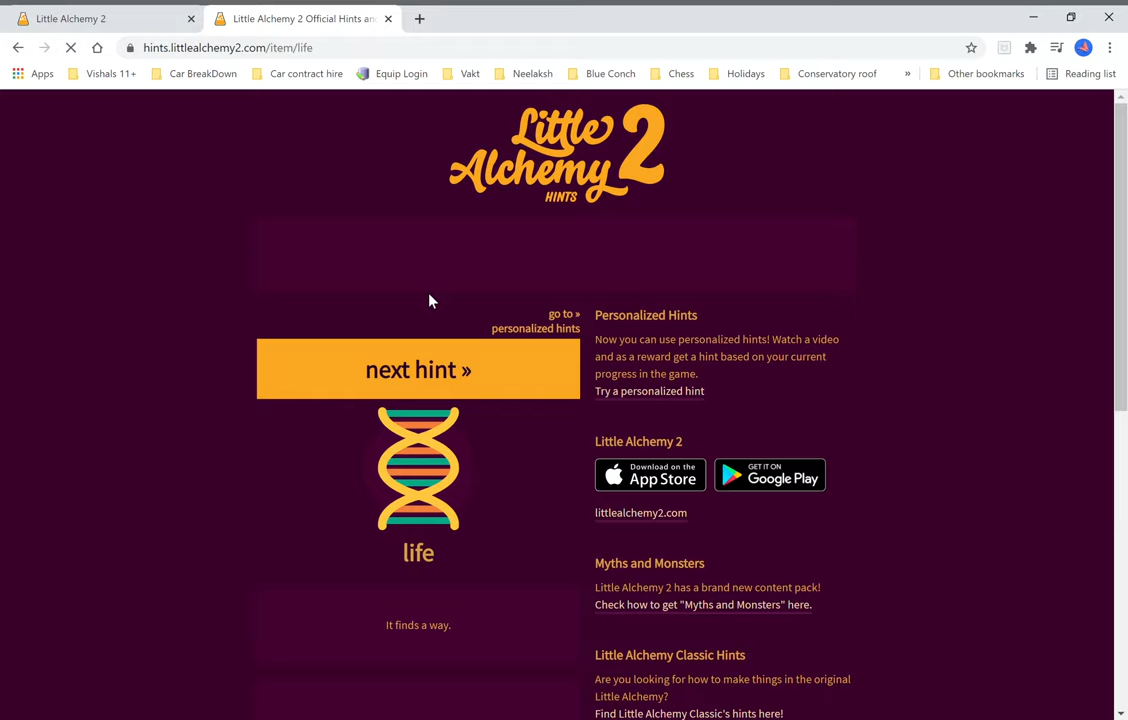 Little Alchemy 2
Little Alchemy 2 Official Hints an
hints.littlealchemy2.com/item/life
Apps
Vishals 11+
Car BreakDown
Car contract hire
Equip Login
Vakt
Neelaksh
Blue Conch
Chess
Holidays
Conservatory roof
»
Other bookmarks
Reading list
Little
Alchemy 2
HINTS
go to »
personalized hints
next hint »
life
It finds a way.
Personalized Hints
Now you can use personalized hints! Watch a video
and as a reward get a hint based on your current
progress in the game.
Try a personalized hint
Little Alchemy 2
Download on the
App Store
GET IT ON
Google Play
littlealchemy2.com
Myths and Monsters
Little Alchemy 2 has a brand new content pack!
Check how to get "Myths and Monsters" here.
Little Alchemy Classic Hints
Are you looking for how to make things in the original
Little Alchemy?
Find Little Alchemy Classic's hints here!